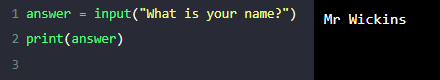 1 answer = input("What is your name?")
2 print(answer)
3
Mr Wickins